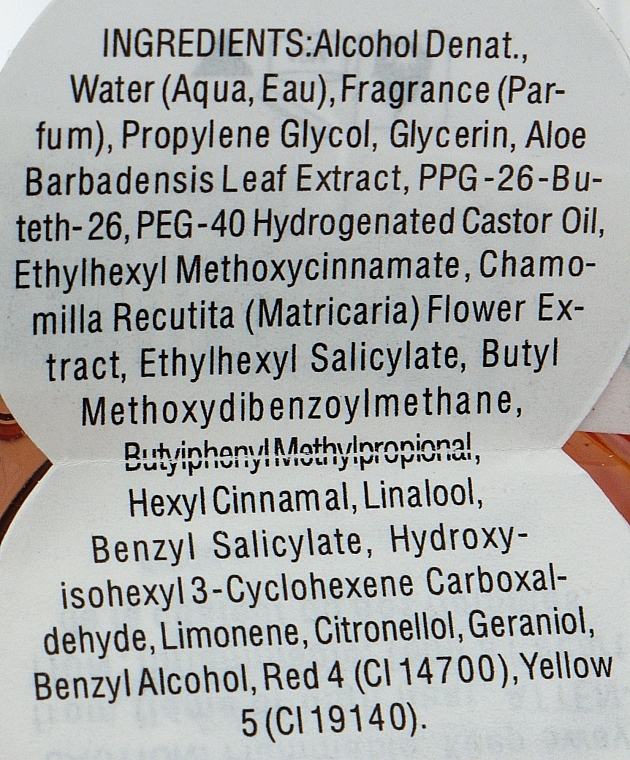 INGREDIENTS:Alcohol Denat.,
Water (Aqua, Eau), Fragrance (Par-
fum), Propylene Glycol, Glycerin, Aloe
Barbadensis Leaf Extract, PPG-26-Bu-
teth-26, PEG-40 Hydrogenated Castor Oil,
Ethylhexyl Methoxycinnamate, Chamo-
milla Recutita (Matricaria) Flower Ex-
tract, Ethylhexyl Salicylate, Butyl
Methoxydibenzoylmethane,
Butylphenyl Methylpropional,
Hexyl Cinnamal, Linalool,
Benzyl Salicylate, Hydroxy-
isohexyl 3-Cyclohexene Carboxal-
dehyde, Limonene, Citronellol, Geraniol,
Benzyl Alcohol, Red 4 (CI 14700), Yellow
5 (CI 19140).